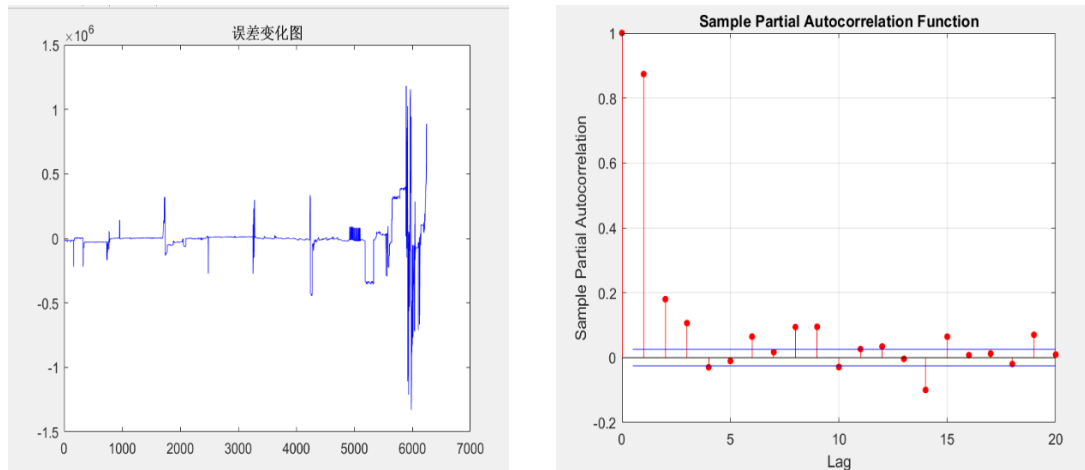 误差变化图
×10^6
1.5
1
0.5
0
-0.5
-1
-1.5
0 1000 2000 3000 4000 5000 6000 7000
Sample Partial Autocorrelation Function
Sample Partial Autocorrelation
1
0.8
0.6
0.4
0.2
0
-0.2
0 5 10 15 20
Lag